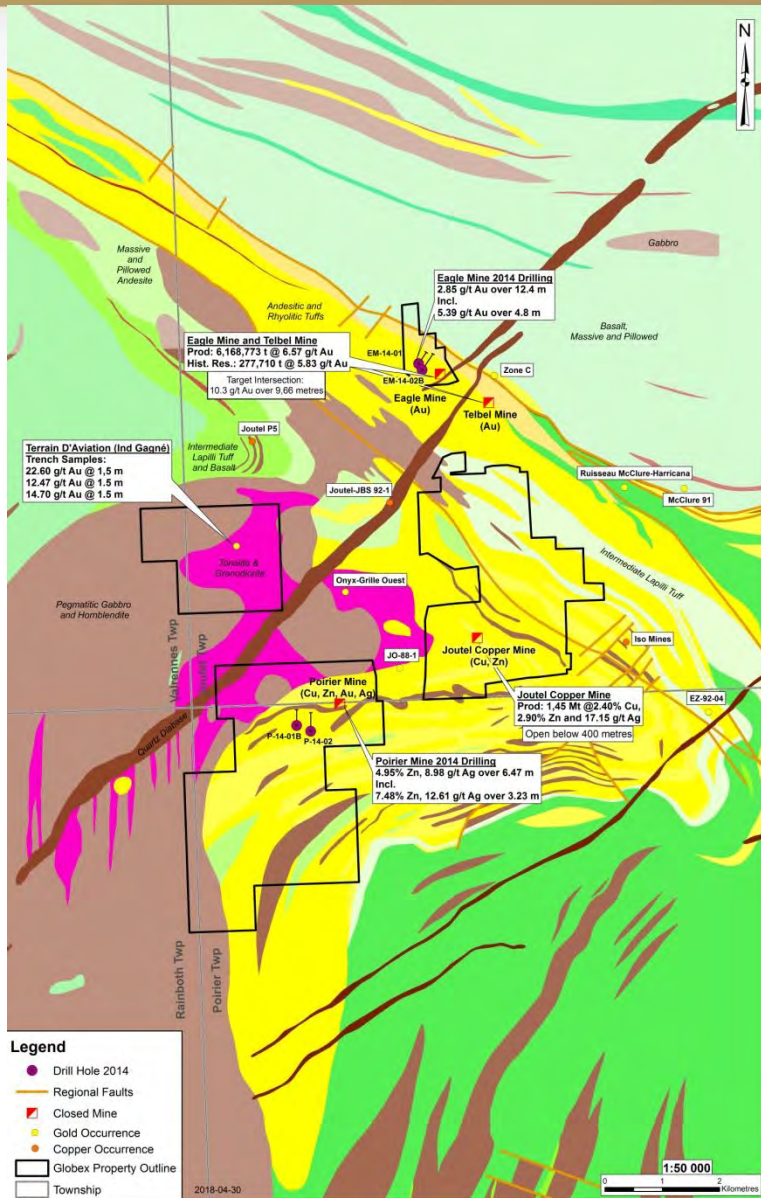 N
Massive
and
Pillowed
Andesite
Gabbro
Andesitic and
Rhyolitic Tuffs
Eagle Mine 2014 Drilling
2.85 g/t Au over 12.4 m
Incl.
5.39 g/t Au over 4.8 m
Basalt,
Massive and Pillowed
Eagle Mine and Telbel Mine
Prod: 6,168,773 t @ 6.57 g/t Au
Hist. Res.: 277,710 t @ 5.83 g/t Au
EM-14-01
Target Intersection:
10.3 g/t Au over 9,66 metres
EM-14-02B
Zone C
Eagle Mine
(Au)
Telbel Mine
(Au)
Joutel P5
Terrain D'Aviation (Ind Gagné)
Trench Samples:
22.60 g/t Au @ 1,5 m
12.47 g/t Au @ 1.5 m
14.70 g/t Au @ 1.5 m
Intermediate
Lapilli Tuff
and Basalt
Ruisseau McClure-Harricana
McClure 91
Joutel-JBS 92-1
Intermediate Lapilli Tuff
Tonalite &
Granodiorite
Onyx-Grille Ouest
Pegmatitic Gabbro
and Hornblendite
Iso Mines
Joutel Copper Mine
(Cu, Zn)
JO-88-1
Valrennes Twp
Joutel Twp
Poirier Mine
(Cu, Zn, Au, Ag)
Joutel Copper Mine
Prod: 1,45 Mt @2.40% Cu,
2.90% Zn and 17.15 g/t Ag
EZ-92-04
Open below 400 metres
P-14-01B
P-14-02
Quartz Diabase
Poirier Mine 2014 Drilling
4.95% Zn, 8.98 g/t Ag over 6.47 m
Incl.
7.48% Zn, 12.61 g/t Ag over 3.23 m
Rainboth Twp
Poirier Twp
Legend
Drill Hole 2014
Regional Faults
Closed Mine
Gold Occurrence
Copper Occurrence
Globex Property Outline
Township
2018-04-30
1:50 000
0 1 2
Kilometres